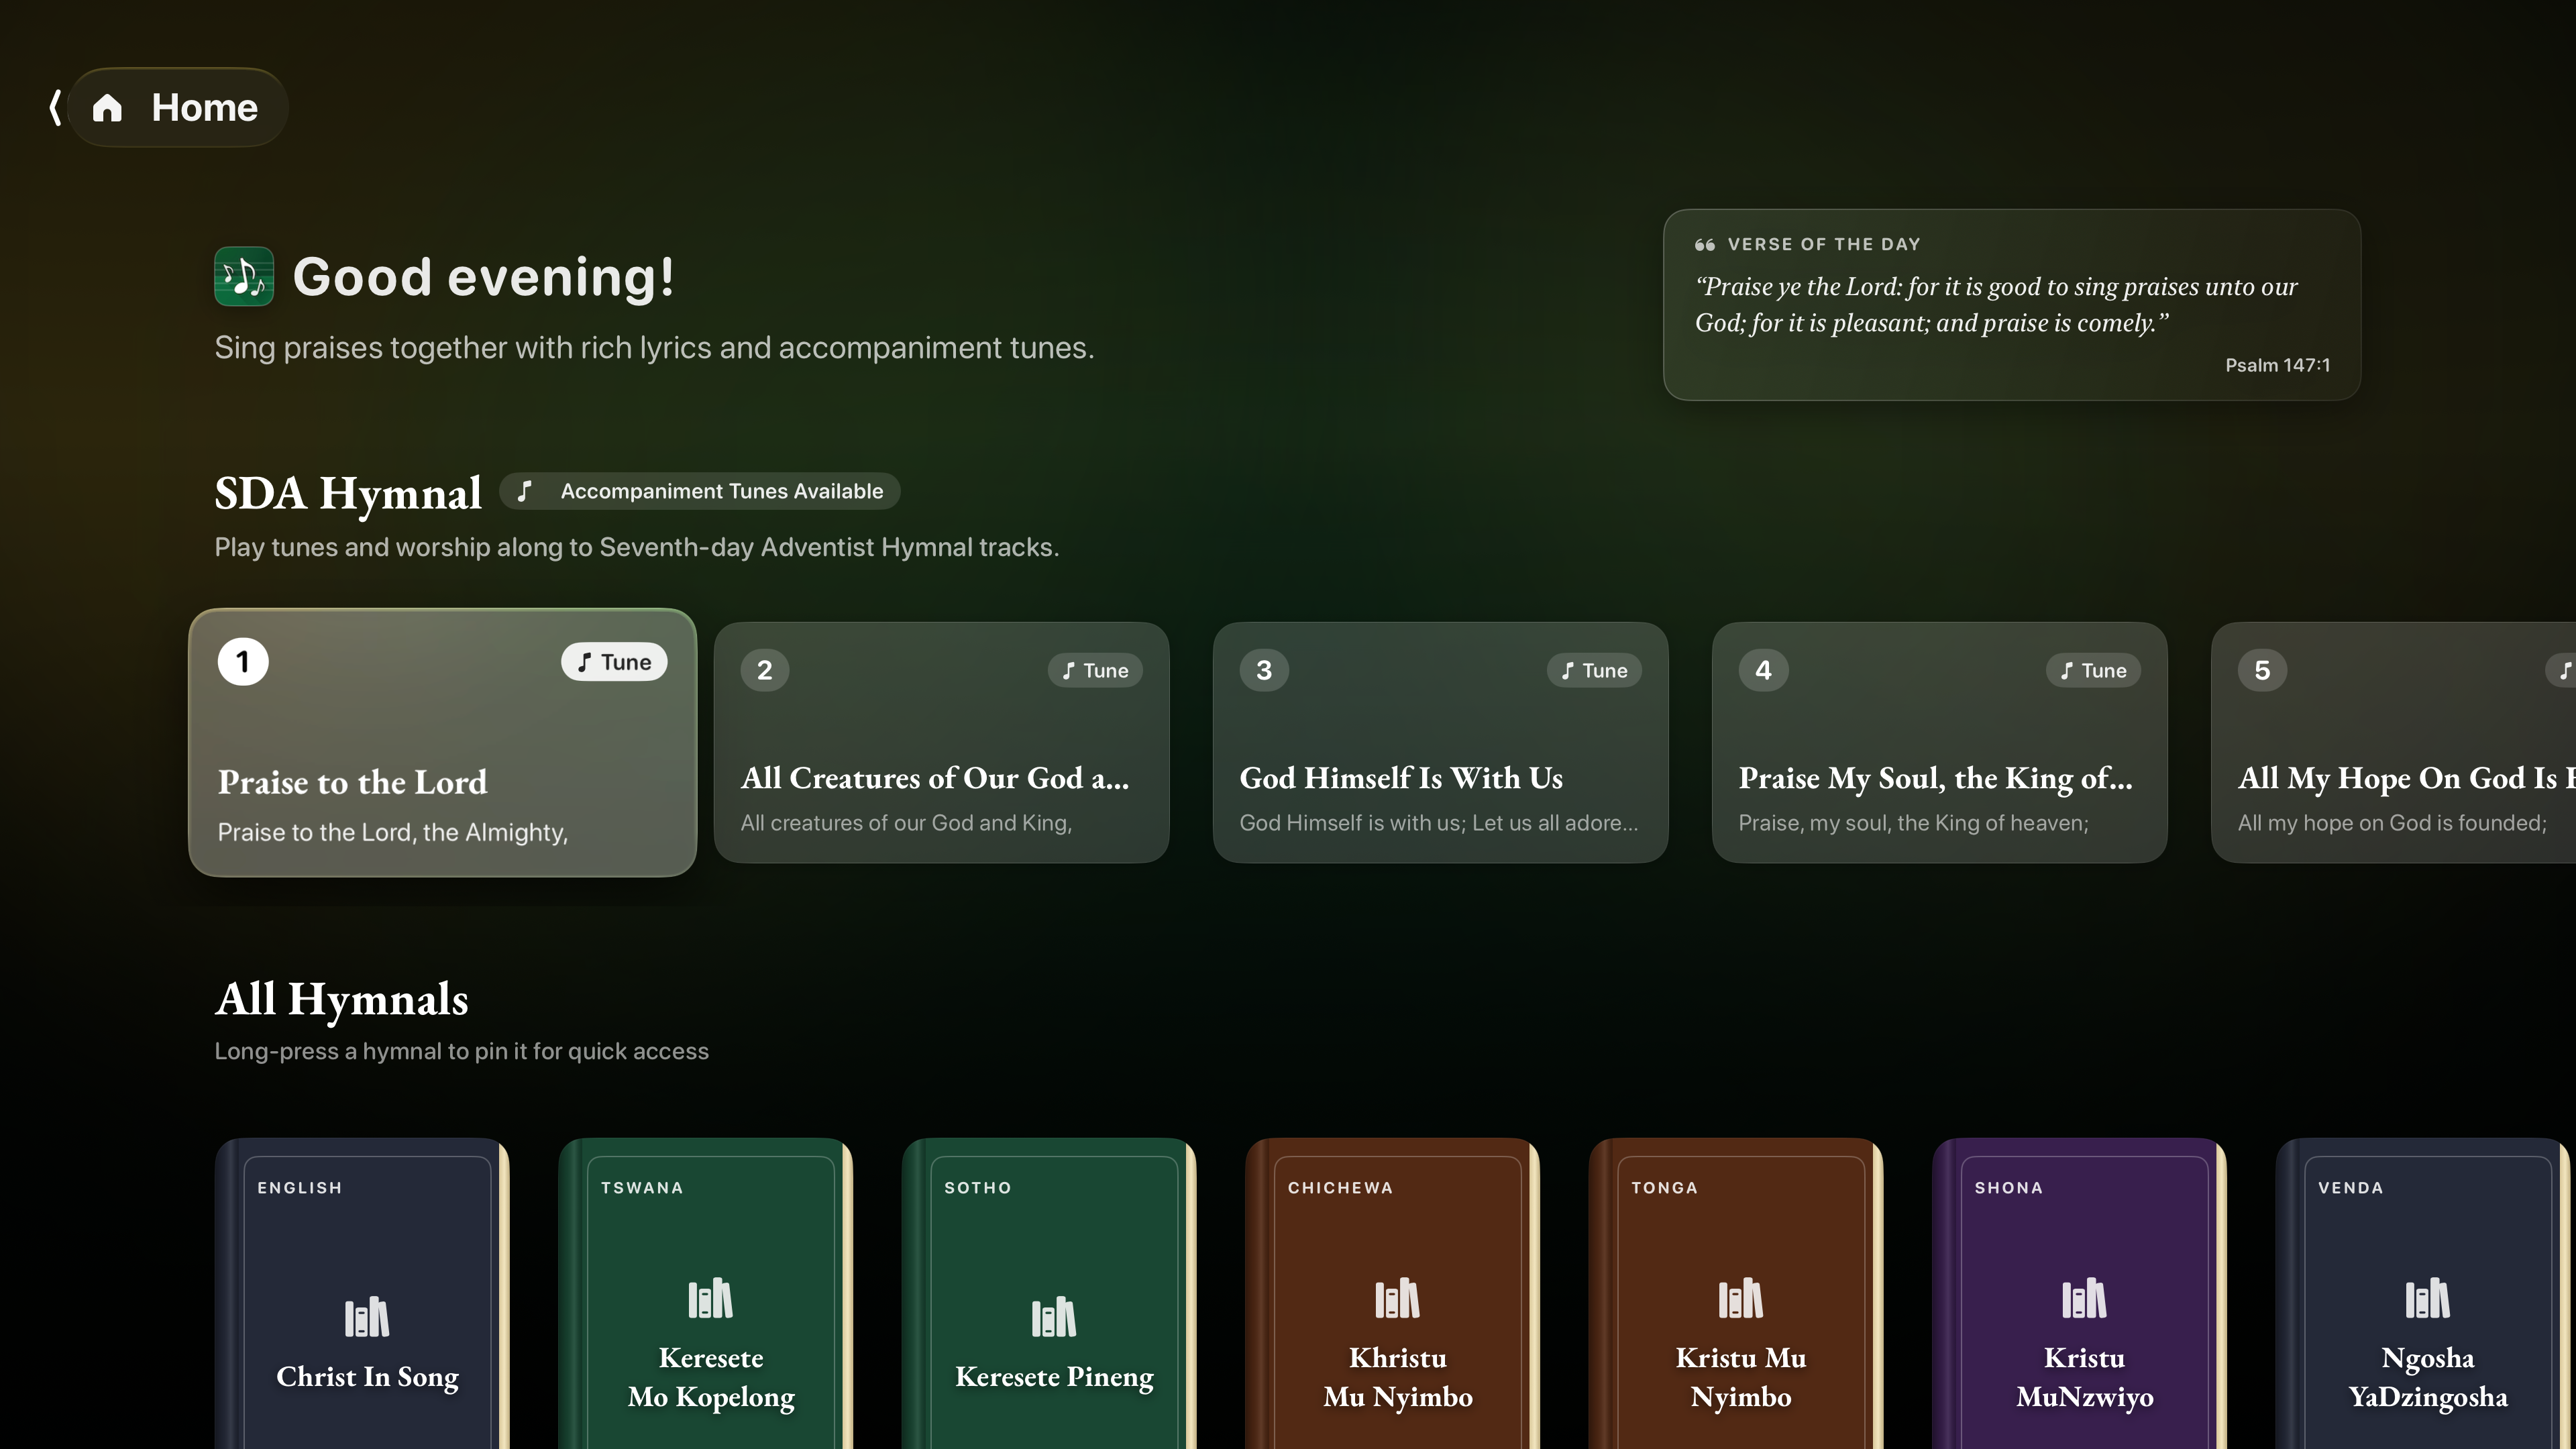 Home
Good evening!
Sing praises together with rich lyrics and accompaniment tunes.
VERSE OF THE DAY
“Praise ye the Lord: for it is good to sing praises unto our
God; for it is pleasant; and praise is comely.”
Psalm 147:1
SDA Hymnal
Accompaniment Tunes Available
Play tunes and worship along to Seventh-day Adventist Hymnal tracks.
1
Tune
Praise to the Lord
Praise to the Lord, the Almighty,
2
Tune
All Creatures of Our God a...
All creatures of our God and King,
3
Tune
God Himself Is With Us
God Himself is with us; Let us all adore...
4
Tune
Praise My Soul, the King of...
Praise, my soul, the King of heaven;
5
All My Hope On God Is
All my hope on God is founded;
All Hymnals
Long-press a hymnal to pin it for quick access
ENGLISH
Christ In Song
TSWANA
Keresete
Mo Kopelong
SOTHO
Keresete Pineng
CHICHEWA
Khristu
Mu Nyimbo
TONGA
Kristu Mu
Nyimbo
SHONA
Kristu
MuNzwiyo
VENDA
Ngosha
YaDzingosha